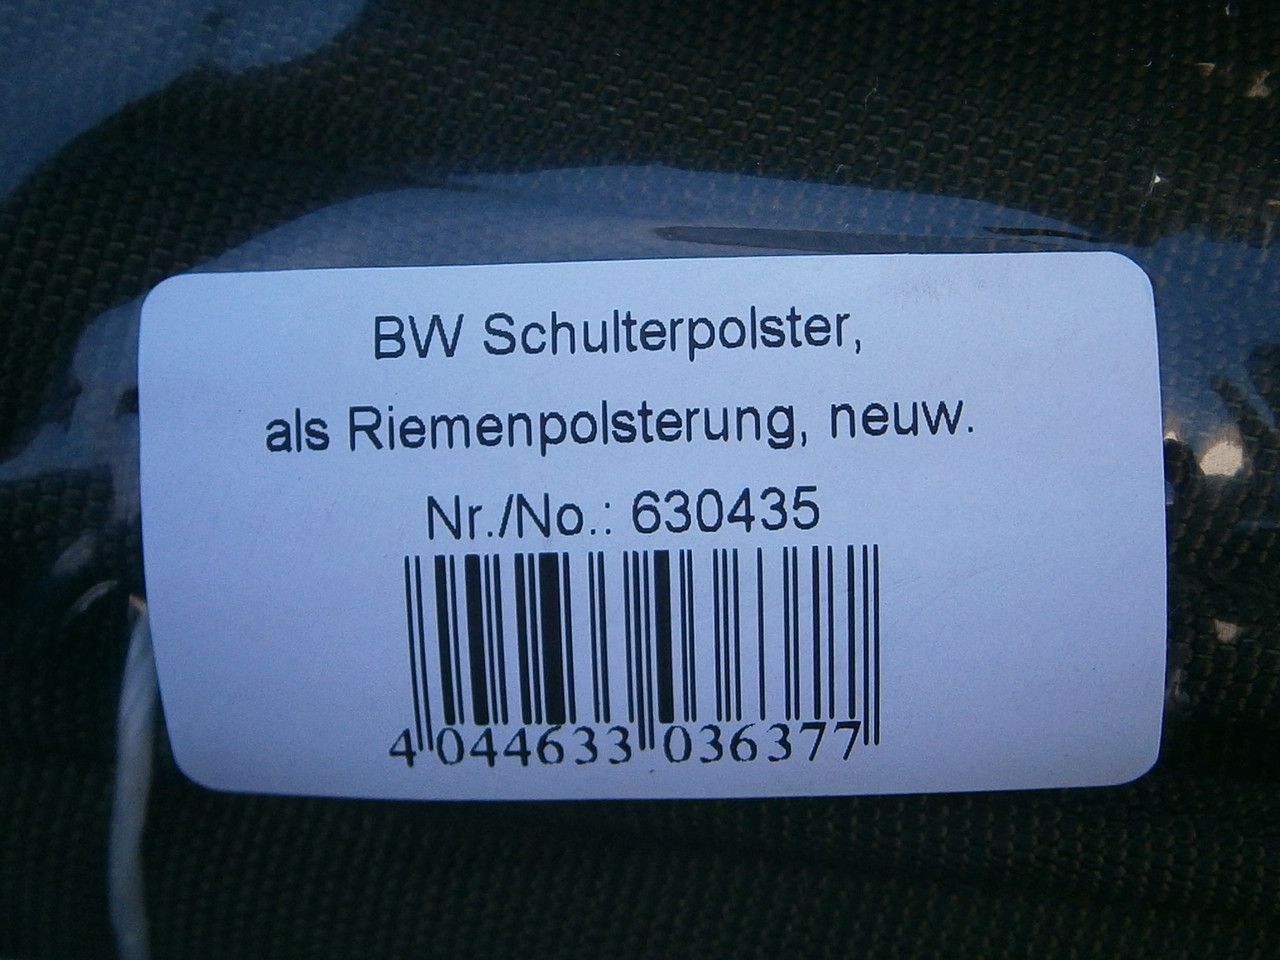 BW Schulterpolster,
als Riemenpolsterung, neuw.
Nr./No.: 630435
4 044633 036377